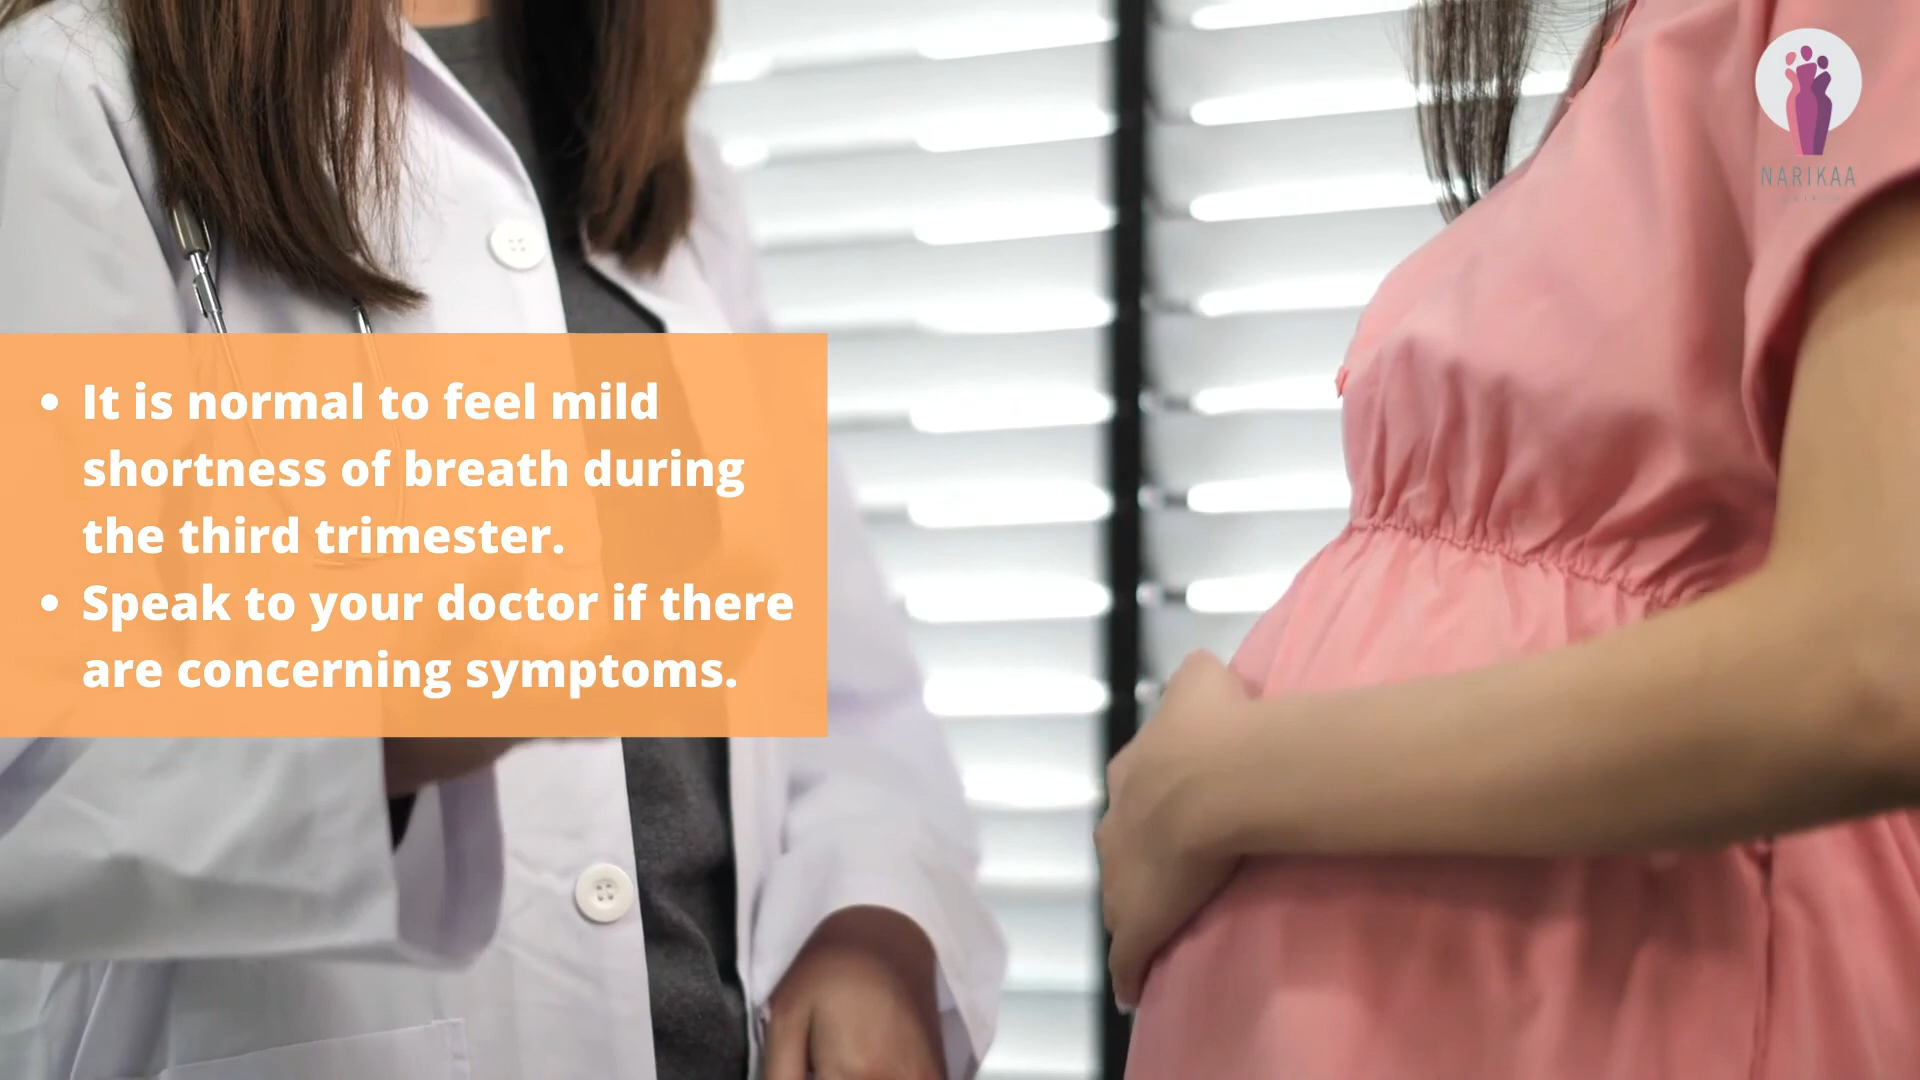 • It is normal to feel mild
shortness of breath during
the third trimester.
• Speak to your doctor if there
are concerning symptoms.
NARIKAA